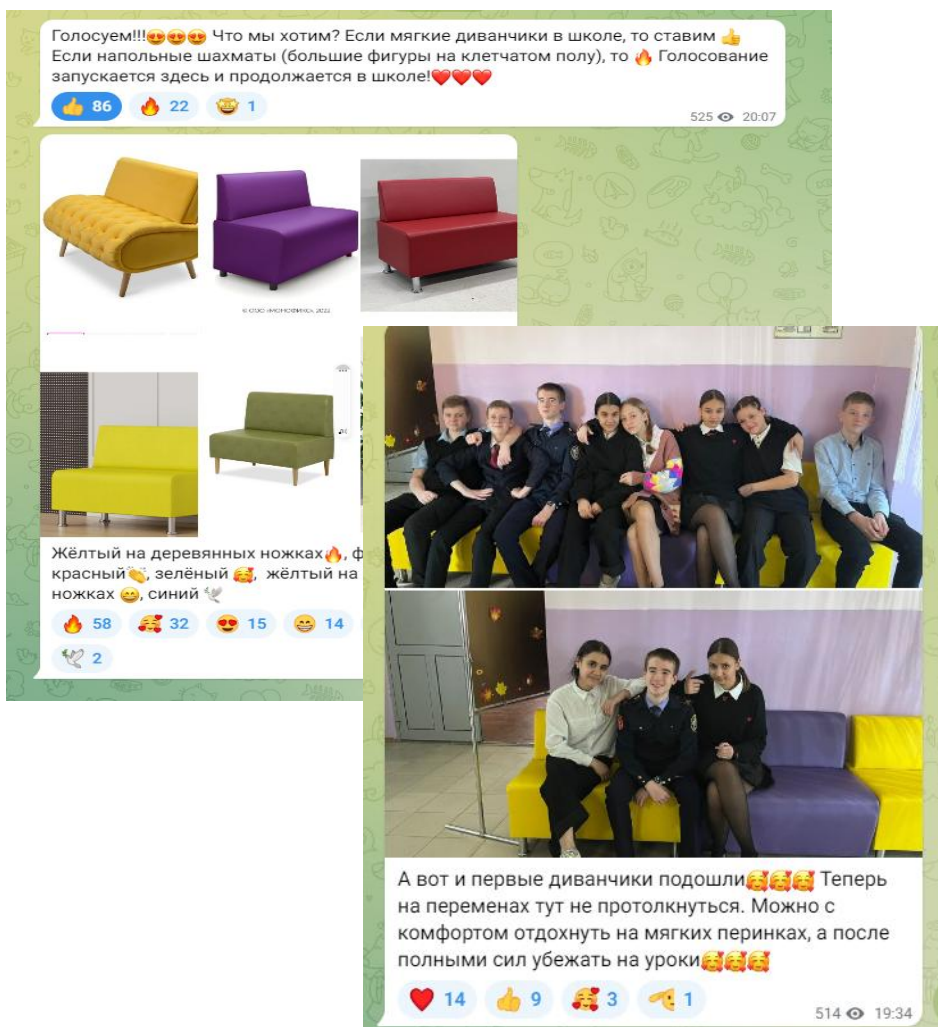 Голосуем!!!😍😍😍 Что мы хотим? Если мягкие диванчики в школе, то ставим 👍
Если напольные шахматы (большие фигуры на клетчатом полу), то 🔥 Голосование
запускается здесь и продолжается в школе!❤️❤️❤️
👍 86 🔥 22 🤩 1
525 20:07
© ООО «МОНОФИКС», 2022
Жёлтый на деревянных ножках🔥, ф
красный👏, зелёный 🥰, жёлтый на
ножках 😄, синий 🕊
🔥 58 🥰 32 😍 15 😁 14
🕊 2
А вот и первые диванчики подошли🥰🥰🥰 Теперь
на переменах тут не протолкнуться. Можно с
комфортом отдохнуть на мягких перинках, а после
полными сил убежать на уроки🥰🥰🥰
❤️ 14 👍 9 🥰 3 🫡 1
514 19:34